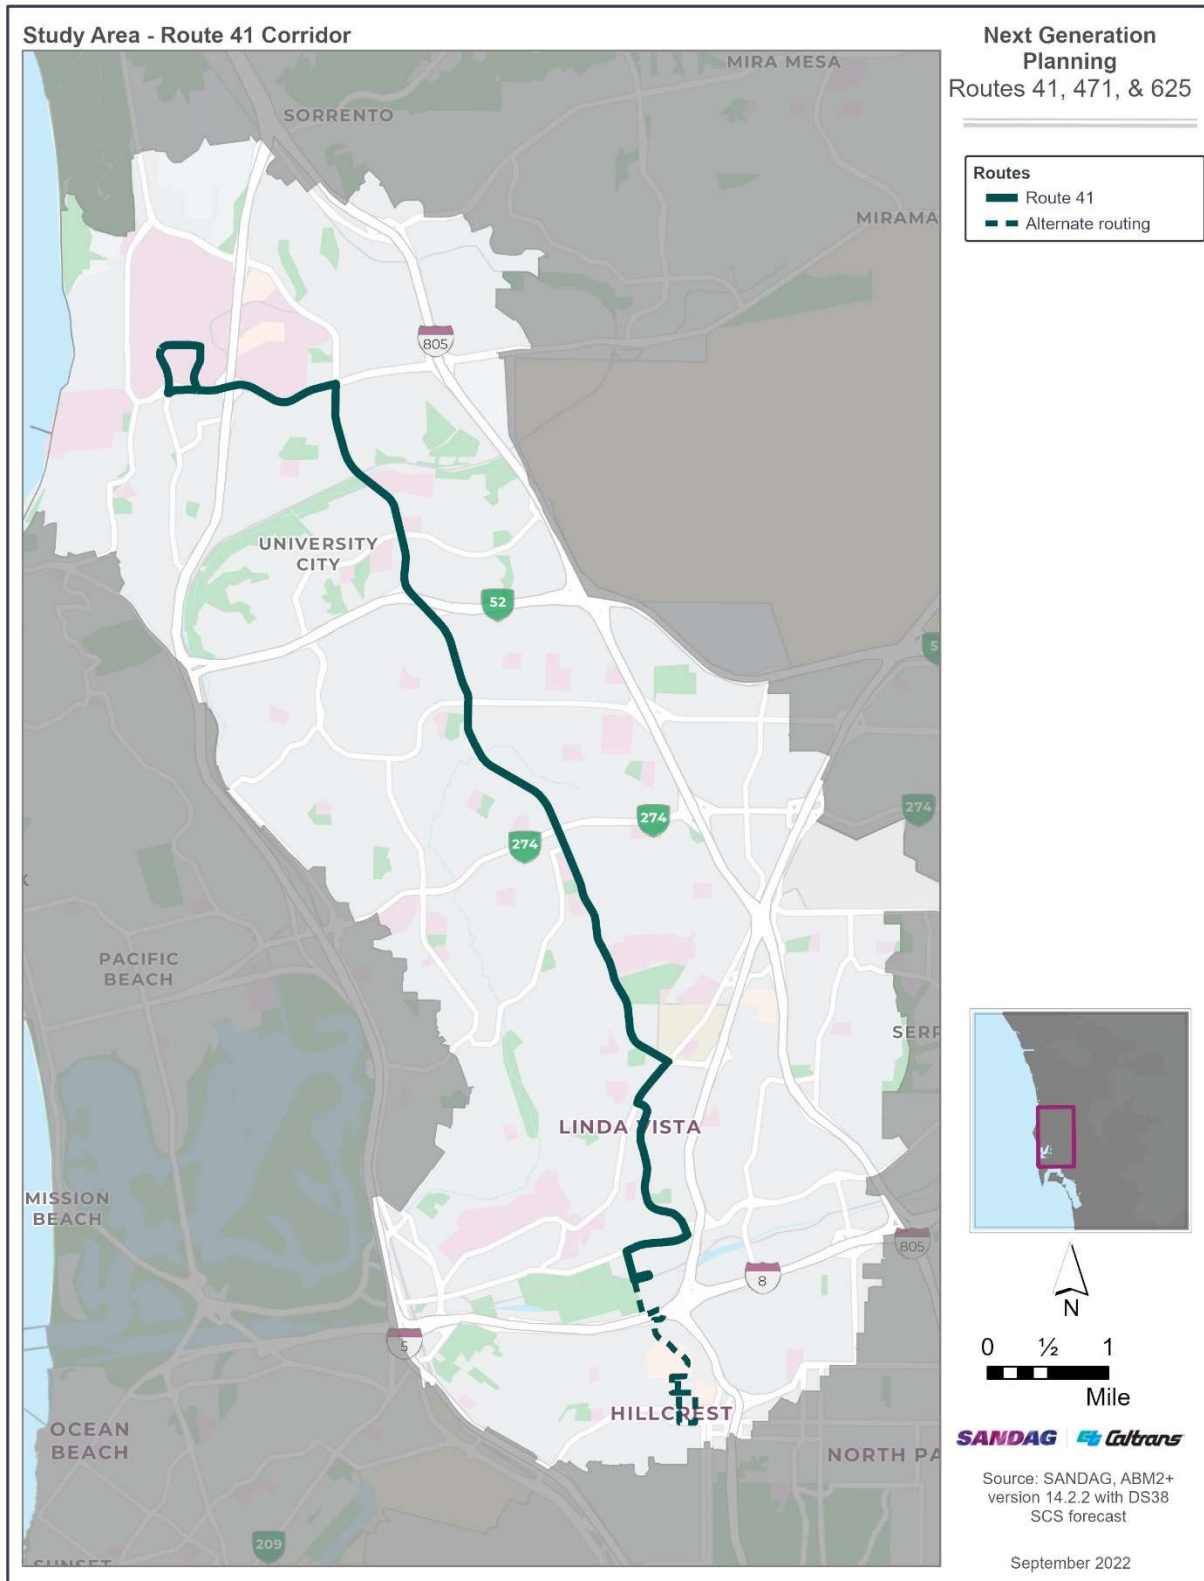 Study Area - Route 41 Corridor
Next Generation
Planning
Routes 41, 471, & 625
Routes
Route 41
Alternate routing
MIRA MESA
SORRENTO
MIRAMA
805
UNIVERSITY
CITY
52
5
274
274
274
PACIFIC
BEACH
SERR
LINDA VISTA
MISSION
BEACH
805
8
5
HILLCREST
OCEAN
BEACH
NORTH PA
209
SUNSET
N
0 ½ 1
Mile
SANDAG
Caltrans
Source: SANDAG, ABM2+
version 14.2.2 with DS38
SCS forecast
September 2022